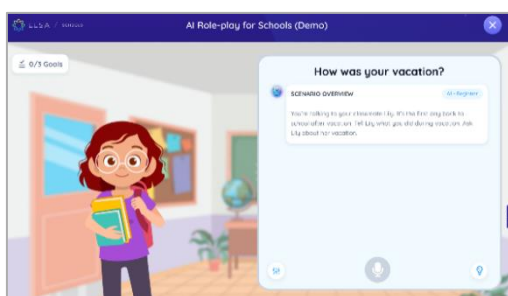 ELSA / 
AI Role-play for Schools (Demo)
0/3 Goals
How was your vacation?
SCENARIO OVERVIEW
You're talking to your classmate Lily. It's the first day back to
school after vacation. Tell Lily what you did during vacation. Ask
Lily about her vacation.